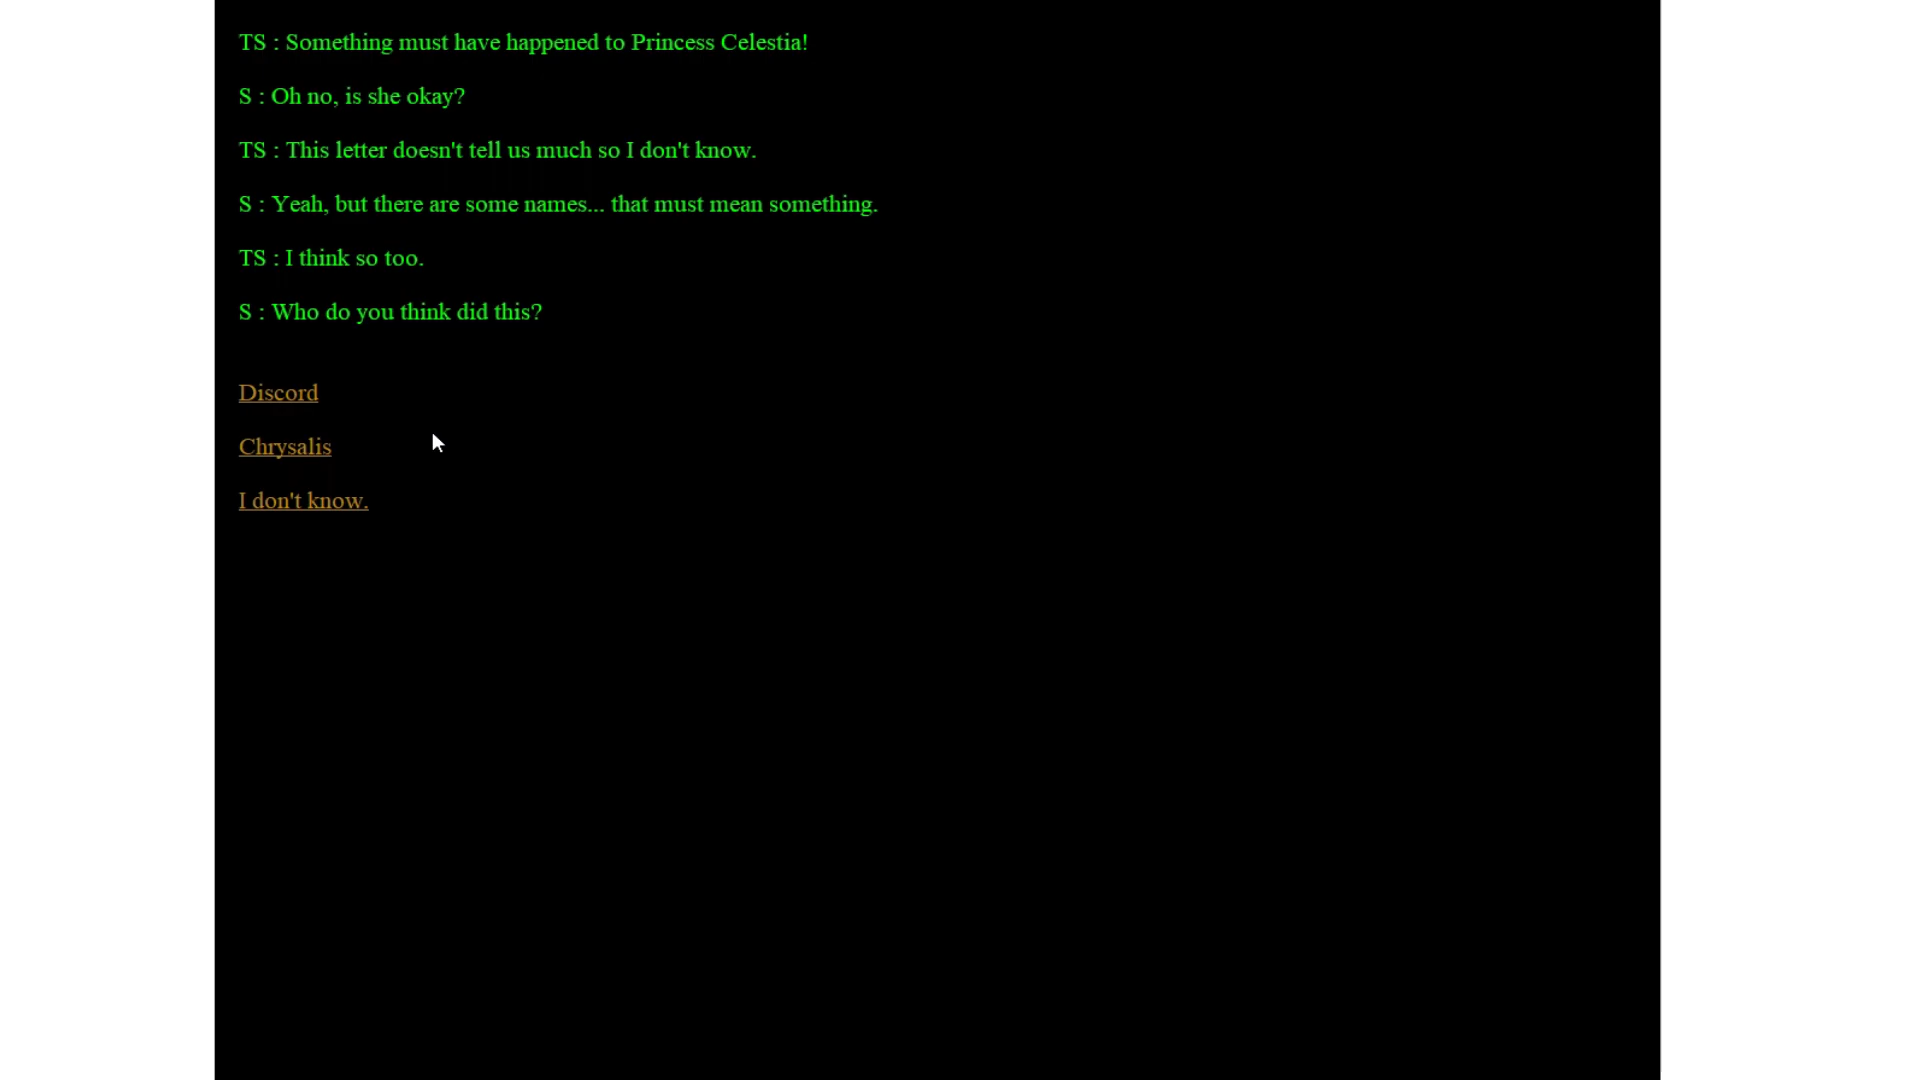 TS : Something must have happened to Princess Celestia!
S : Oh no, is she okay?
TS : This letter doesn't tell us much so I don't know.
S : Yeah, but there are some names... that must mean something.
TS : I think so too.
S : Who do you think did this?
Discord
Chrysalis
I don't know.